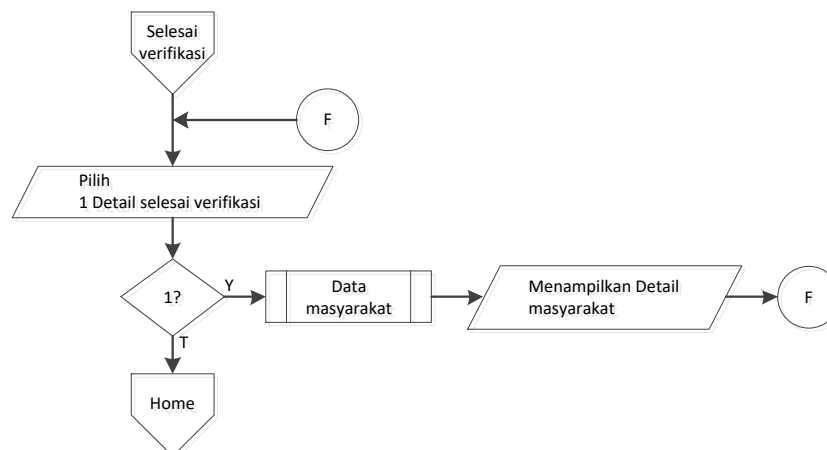 Selesai
verifikasi
F
Pilih
1 Detail selesai verifikasi
1?
Y
Data
masyarakat
Menampilkan Detail
masyarakat
F
T
Home